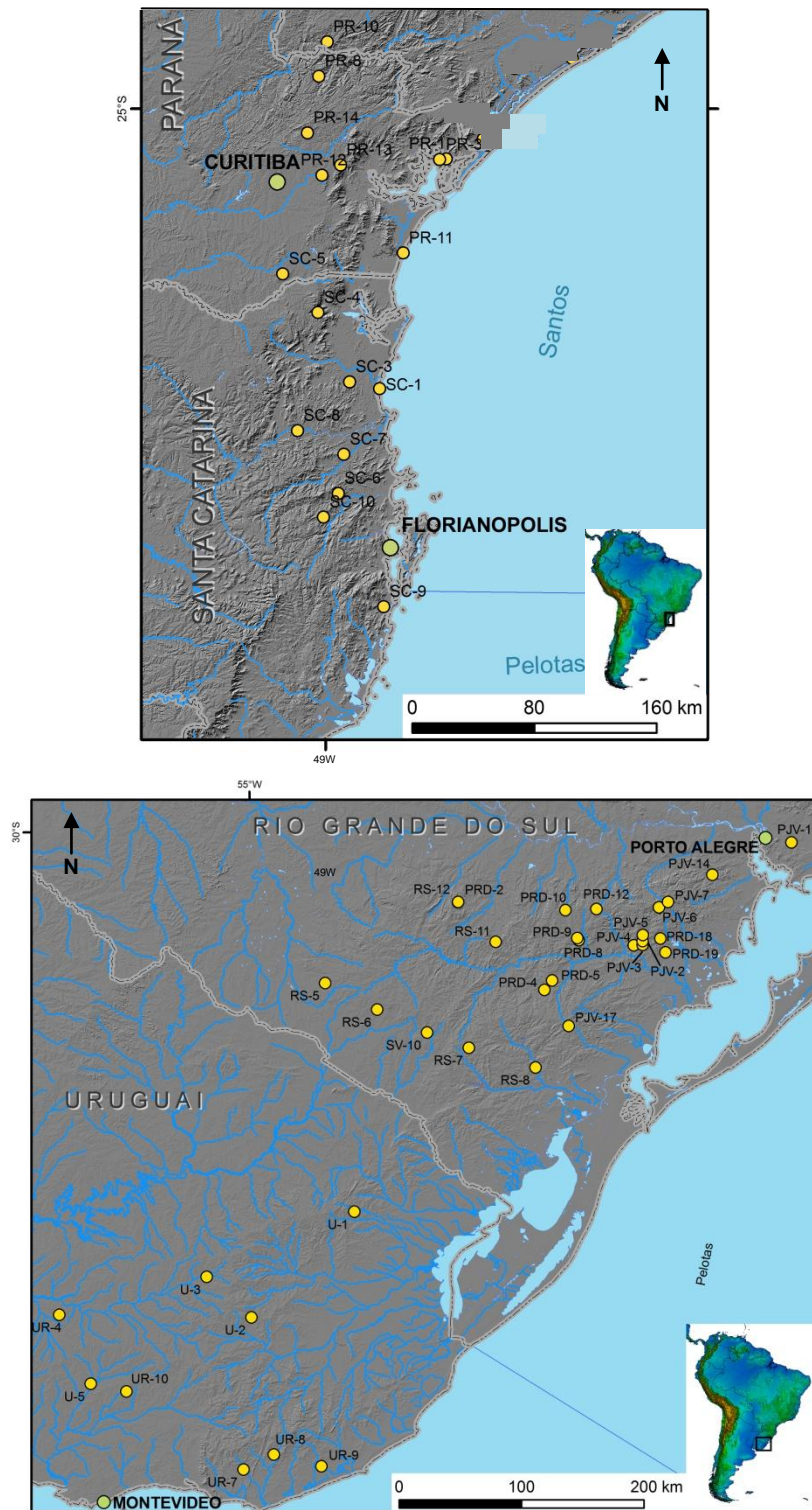 PR-10
PR-8
N
25°S
PARANÁ
PR-14
PR-13
PR-1
PR-3
CURITIBA
PR-12
PR-11
SC-5
SC-4
Santos
SC-3
SC-1
SC-8
SC-7
SANTA CATARINA
SC-6
SC-10
FLORIANOPOLIS
SC-9
Pelotas
0 80 160 km
49W
55°W
30°S
RIO GRANDE DO SUL
N
PORTO ALEGRE
PJV-1
PJV-14
49W
RS-12
PRD-2
PRD-10
PRD-12
PJV-7
PJV-6
PJV-5
RS-11
PRD-9
PJV-4
PRD-18
PRD-8
PRD-19
PJV-3
PJV-2
RS-5
PRD-4
PRD-5
RS-6
PJV-17
SV-10
RS-7
RS-8
URUGUAI
U-1
Pelotas
U-3
UR-4
U-2
U-5
UR-10
UR-8
UR-9
UR-7
0 100 200 km
MONTEVIDEO